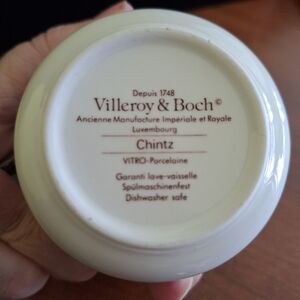 Depuis 1748
Villeroy & Boch©
Ancienne Manufacture Impériale et Royale
Luxembourg
Chintz
VITRO-Porcelaine
Garanti lave-vaisselle
Spülmaschinenfest
Dishwasher safe